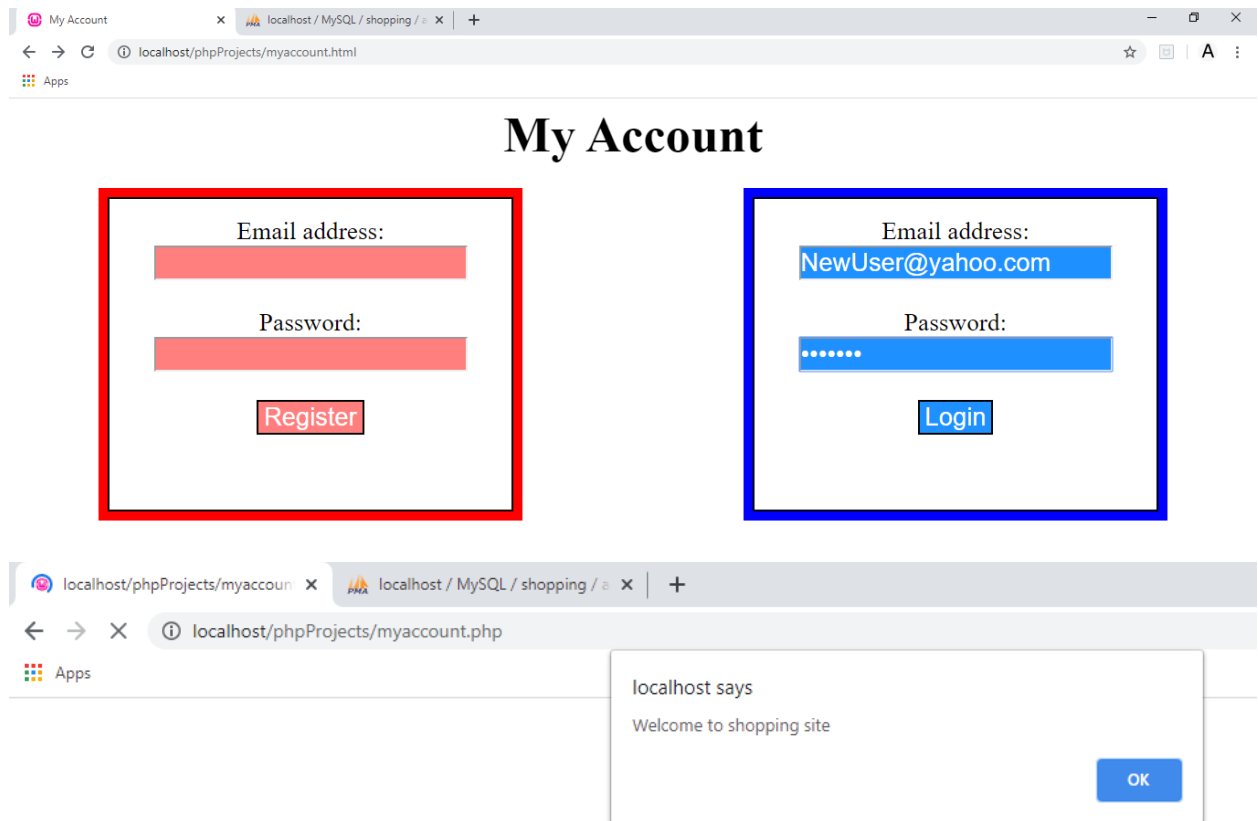 My Account
localhost / MySQL / shopping / a
localhost/phpProjects/myaccount.html
A
Apps
My Account
Email address:
Password:
Register
Email address:
NewUser@yahoo.com
Password:
•••••••
Login
localhost/phpProjects/myaccoun
PMA localhost / MySQL / shopping / a
localhost/phpProjects/myaccount.php
Apps
localhost says
Welcome to shopping site
OK